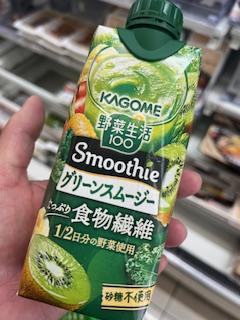 KAGOME
野菜生活
100
Smoothie
グリーンスムージー
たっぷり
食物繊維
1/2日分の野菜使用
砂糖不使用